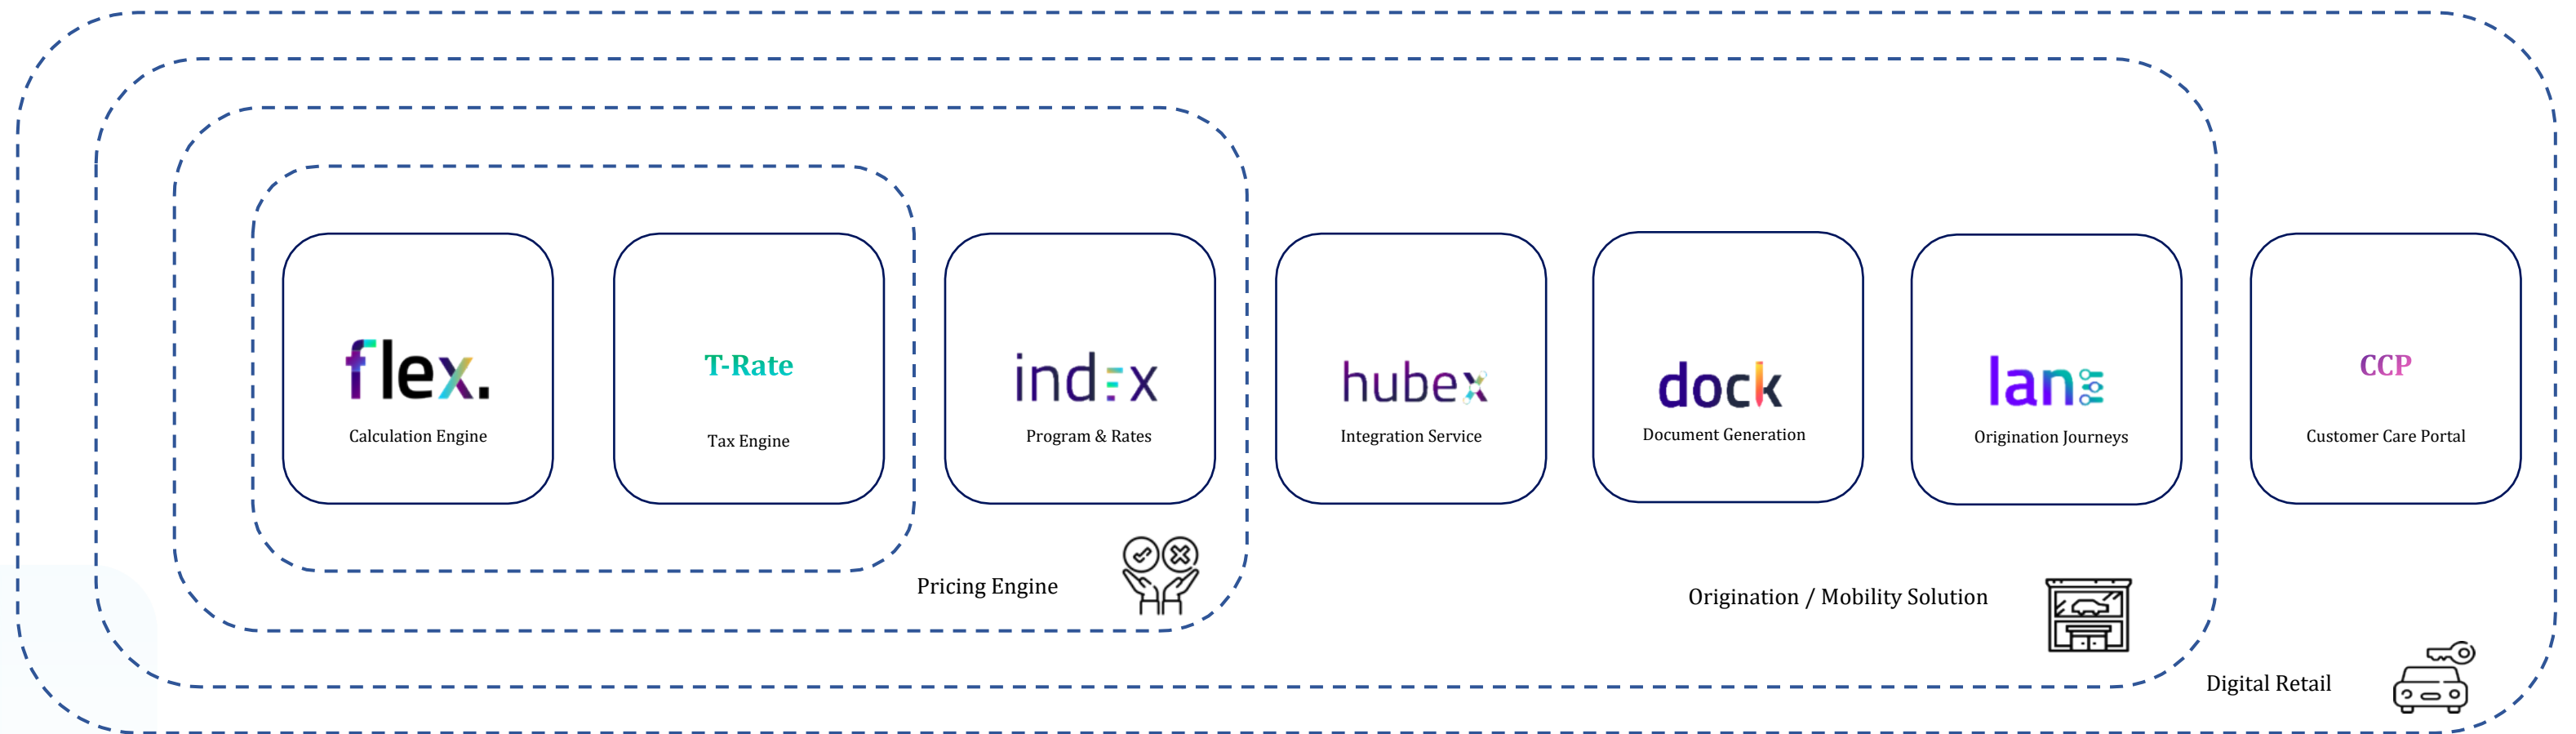 flex.
Calculation Engine
T-Rate
Tax Engine
index
Program & Rates
hubex
Integration Service
dock
Document Generation
lane
Origination Journeys
CCP
Customer Care Portal
Pricing Engine
Origination / Mobility Solution
Digital Retail